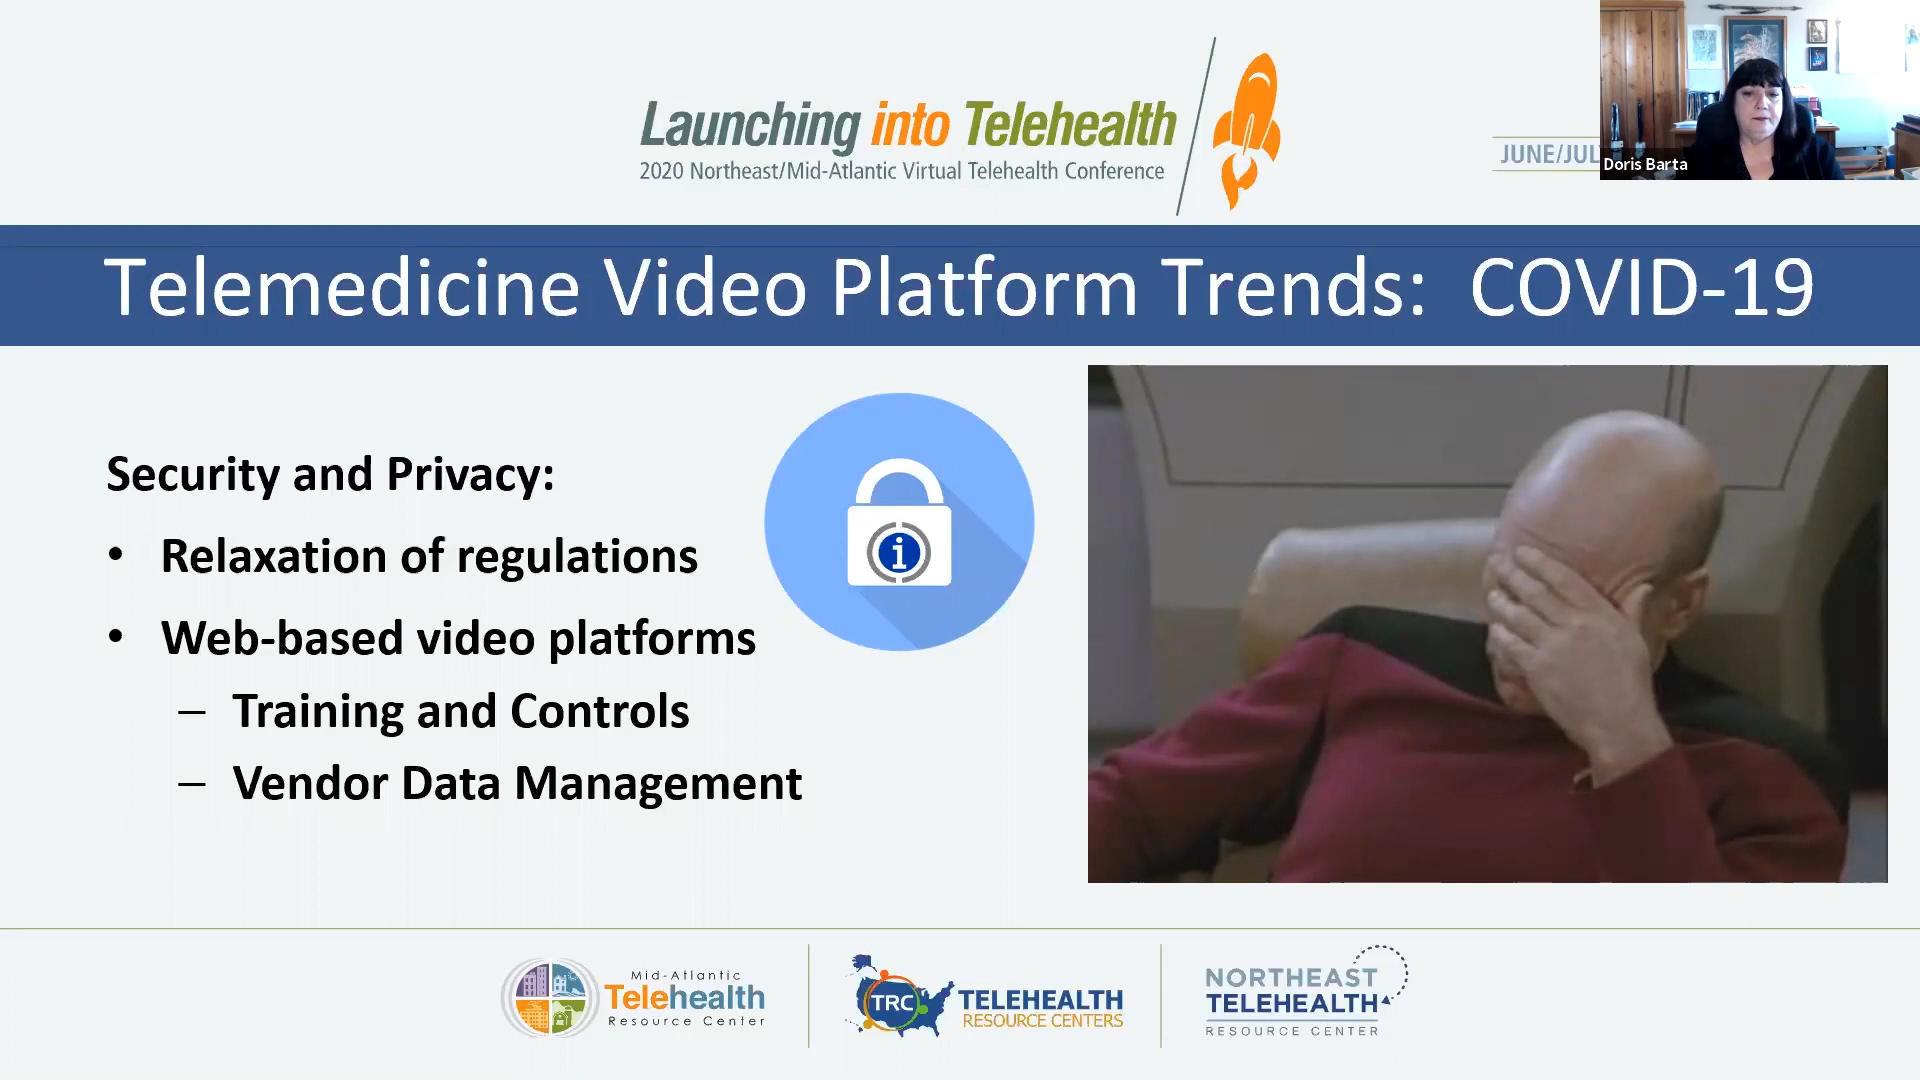 Launching into Telehealth
2020 Northeast/Mid-Atlantic Virtual Telehealth Conference
JUNE/JUL
Doris Barta
Telemedicine Video Platform Trends: COVID-19
Security and Privacy:
• Relaxation of regulations
• Web-based video platforms
– Training and Controls
– Vendor Data Management
i
Mid-Atlantic
Telehealth
Resource Center
TRC
TELEHEALTH
RESOURCE CENTERS
NORTHEAST
TELEHEALTH
RESOURCE CENTER